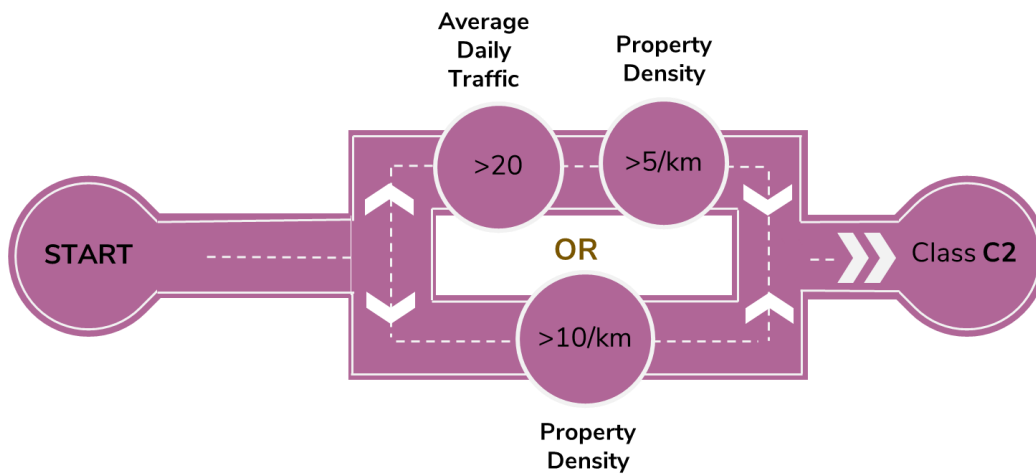 Average
Daily
Traffic
Property
Density
>20
>5/km
START
OR
Class C2
>10/km
Property
Density